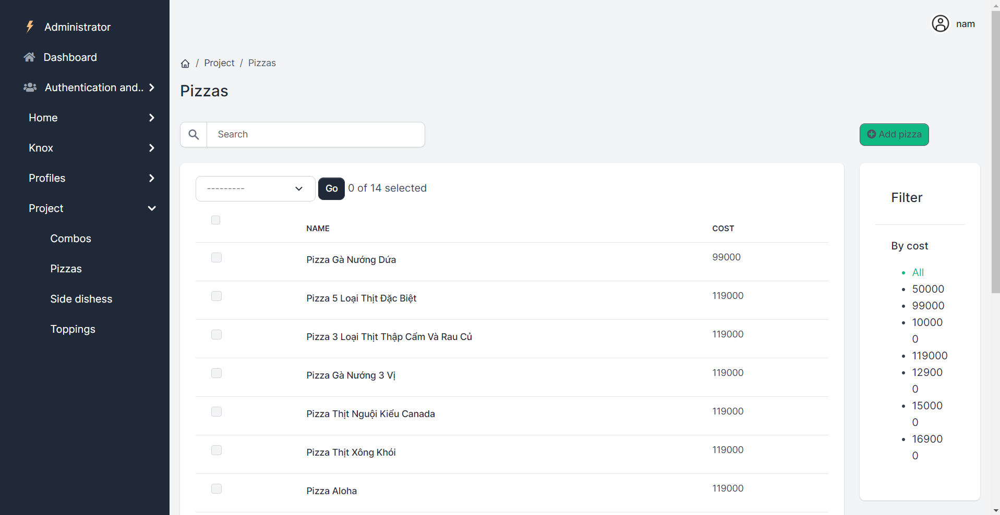 Administrator
Dashboard
Authentication and..
Home
Knox
Profiles
Project
Combos
Pizzas
Side dishess
Toppings
nam
/ Project / Pizzas
Pizzas
Search
Add pizza
---------
Go
0 of 14 selected
NAME COST
Pizza Gà Nướng Dứa 99000
Pizza 5 Loại Thịt Đặc Biệt 119000
Pizza 3 Loại Thịt Thập Cẩm Và Rau Củ 119000
Pizza Gà Nướng 3 Vị 119000
Pizza Thịt Nguội Kiểu Canada 119000
Pizza Thịt Xông Khói 119000
Pizza Aloha 119000
Filter
By cost
All
50000
99000
10000
0
119000
12900
0
15000
0
16900
0